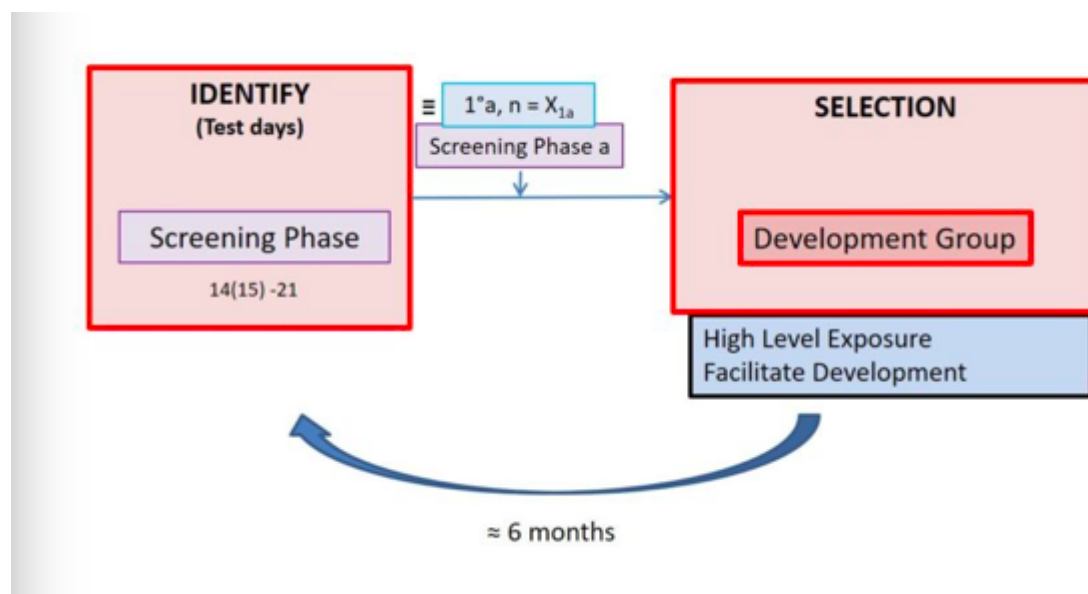 IDENTIFY
(Test days)
Screening Phase
14(15) -21
≡ 1°a, n = X₁ₐ
Screening Phase a
SELECTION
Development Group
High Level Exposure
Facilitate Development
≈ 6 months